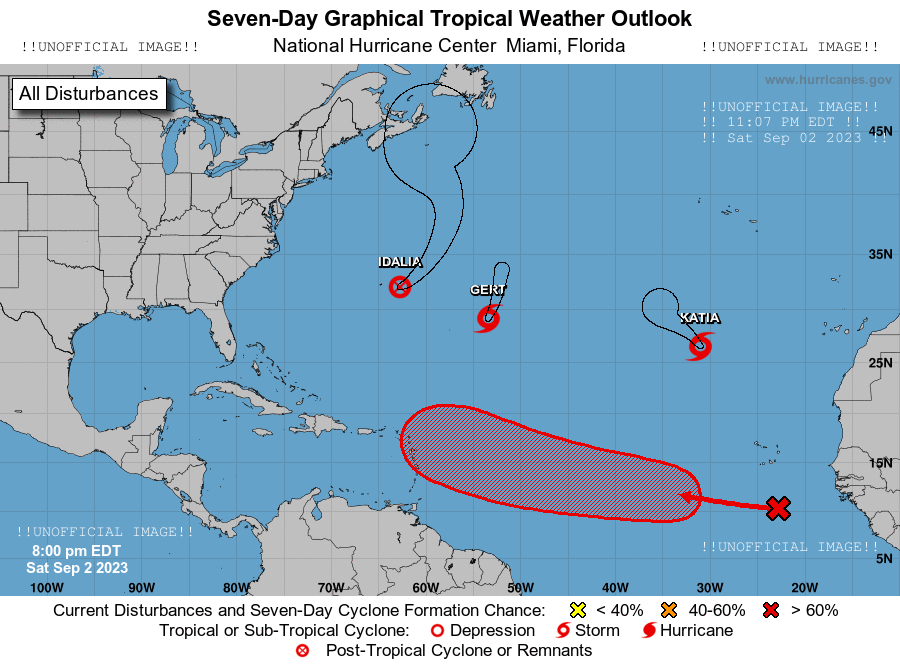 Seven-Day Graphical Tropical Weather Outlook
!!UNOFFICIAL IMAGE!! National Hurricane Center Miami, Florida !!UNOFFICIAL IMAGE!!
www.hurricanes.gov
All Disturbances
!!UNOFFICIAL IMAGE!!
!! 11:07 PM EDT !!
!! Sat Sep 02 2023 !!
45N
35N
IDALIA
GERT
KATIA
25N
15N
!!UNOFFICIAL IMAGE!!
8:00 pm EDT
Sat Sep 2 2023
!!UNOFFICIAL IMAGE!!
5N
100W 90W 80W 70W 60W 50W 40W 30W 20W
Current Disturbances and Seven-Day Cyclone Formation Chance: < 40% 40-60% > 60%
Tropical or Sub-Tropical Cyclone: Depression Storm Hurricane
Post-Tropical Cyclone or Remnants